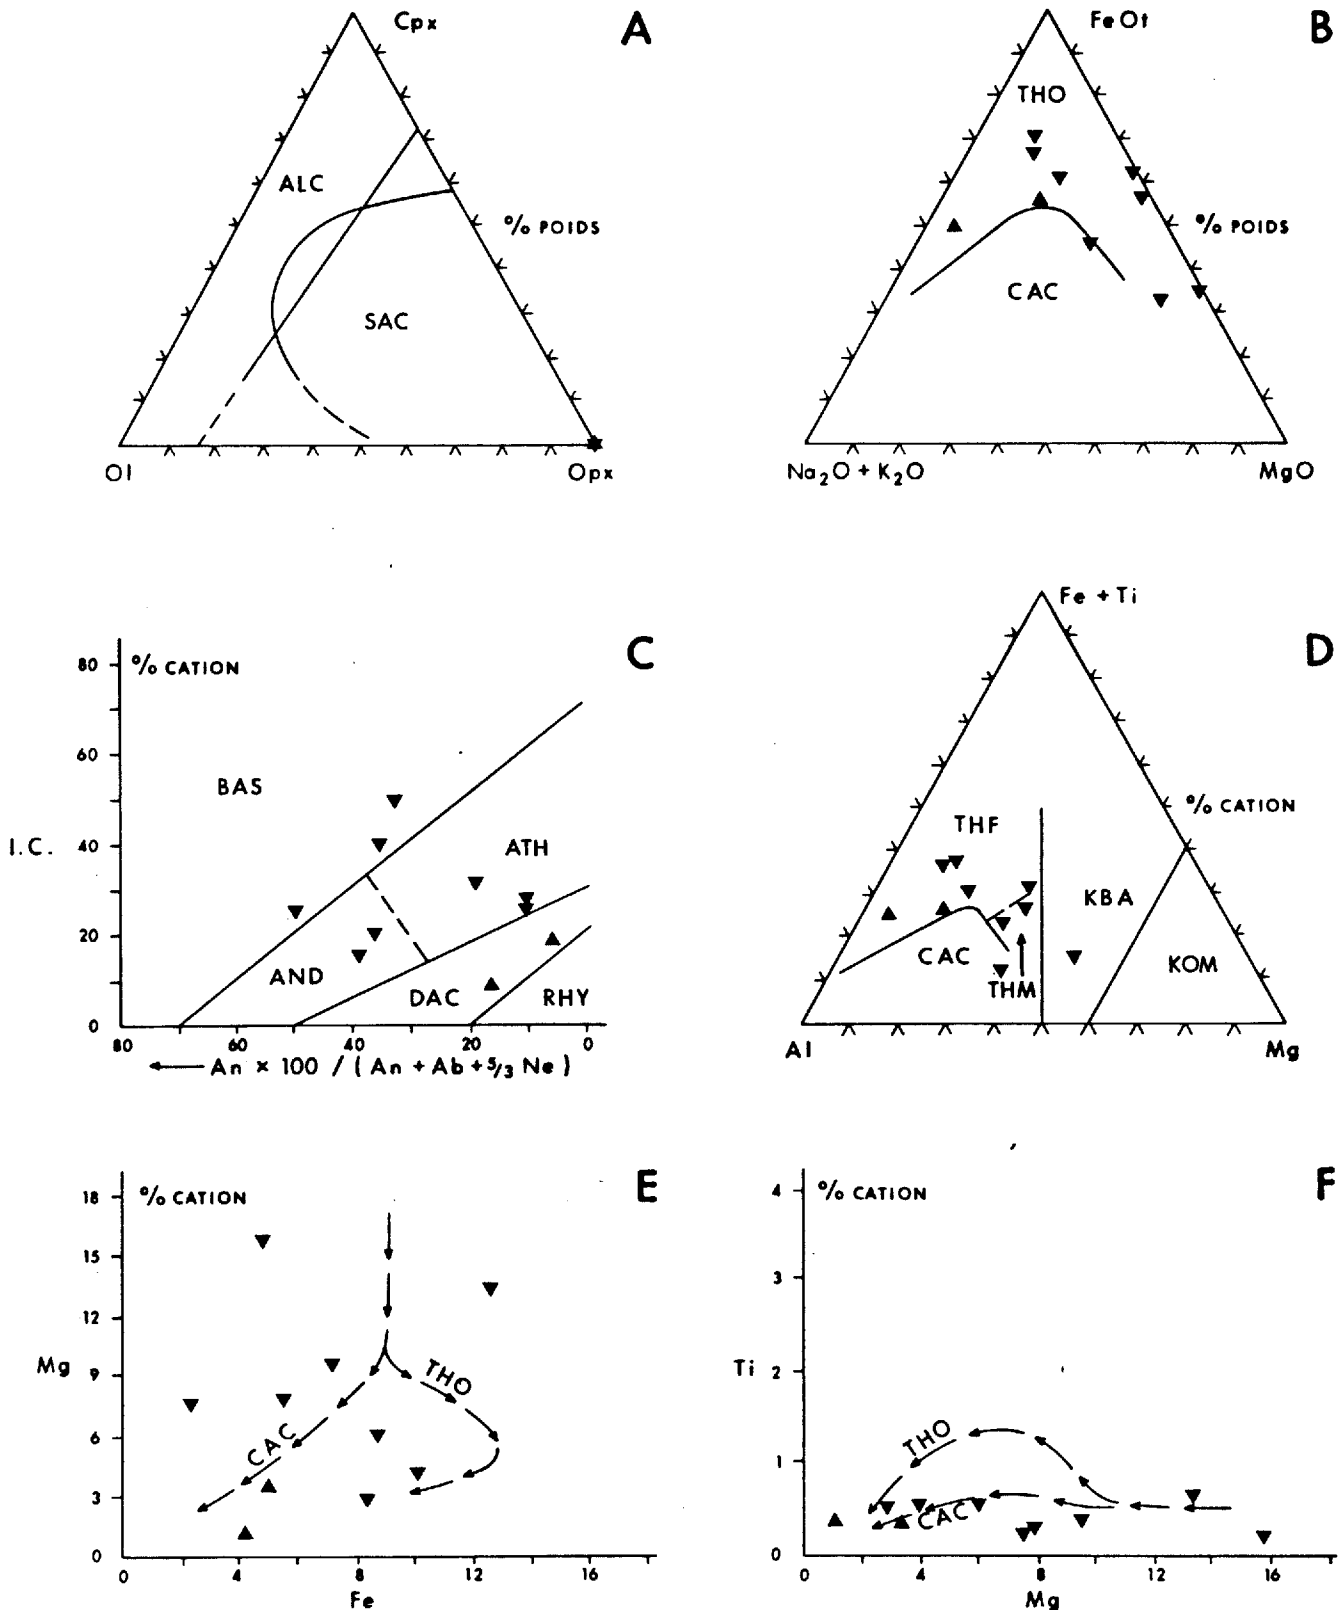 A
Cpx
ALC
% POIDS
SAC
Ol
Opx
B
FeOt
THO
% POIDS
CAC
Na₂O + K₂O
MgO
C
% CATION
80
60
40
20
0
I.C.
BAS
ATH
AND
DAC
RHY
80 60 40 20 0
An × 100 / ( An + Ab + 5/3 Ne )
D
Fe + Ti
% CATION
THF
KBA
CAC
THM
KOM
Al
Mg
E
% CATION
18
15
12
9
6
3
0
Mg
THO
CAC
0 4 8 12 16
Fe
F
% CATION
4
3
2
1
0
Ti
THO
CAC
0 4 8 12 16
Mg